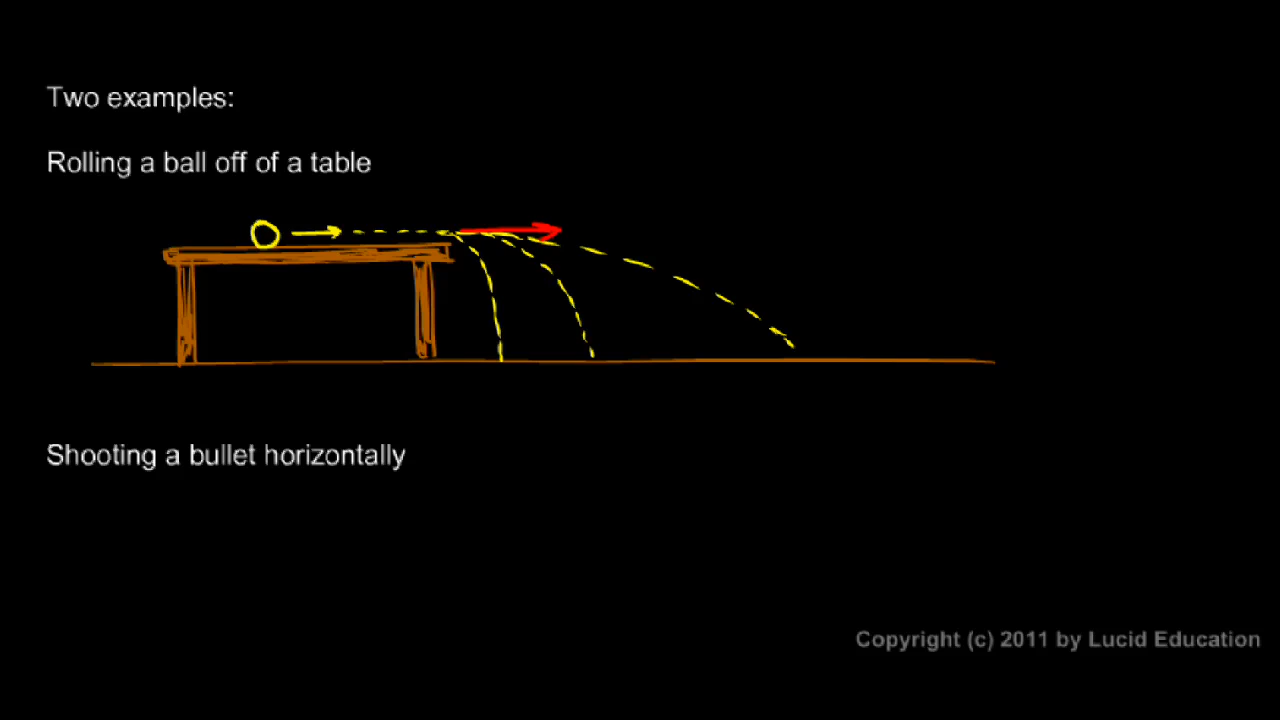 Two examples:
Rolling a ball off of a table
Shooting a bullet horizontally
Copyright (c) 2011 by Lucid Education